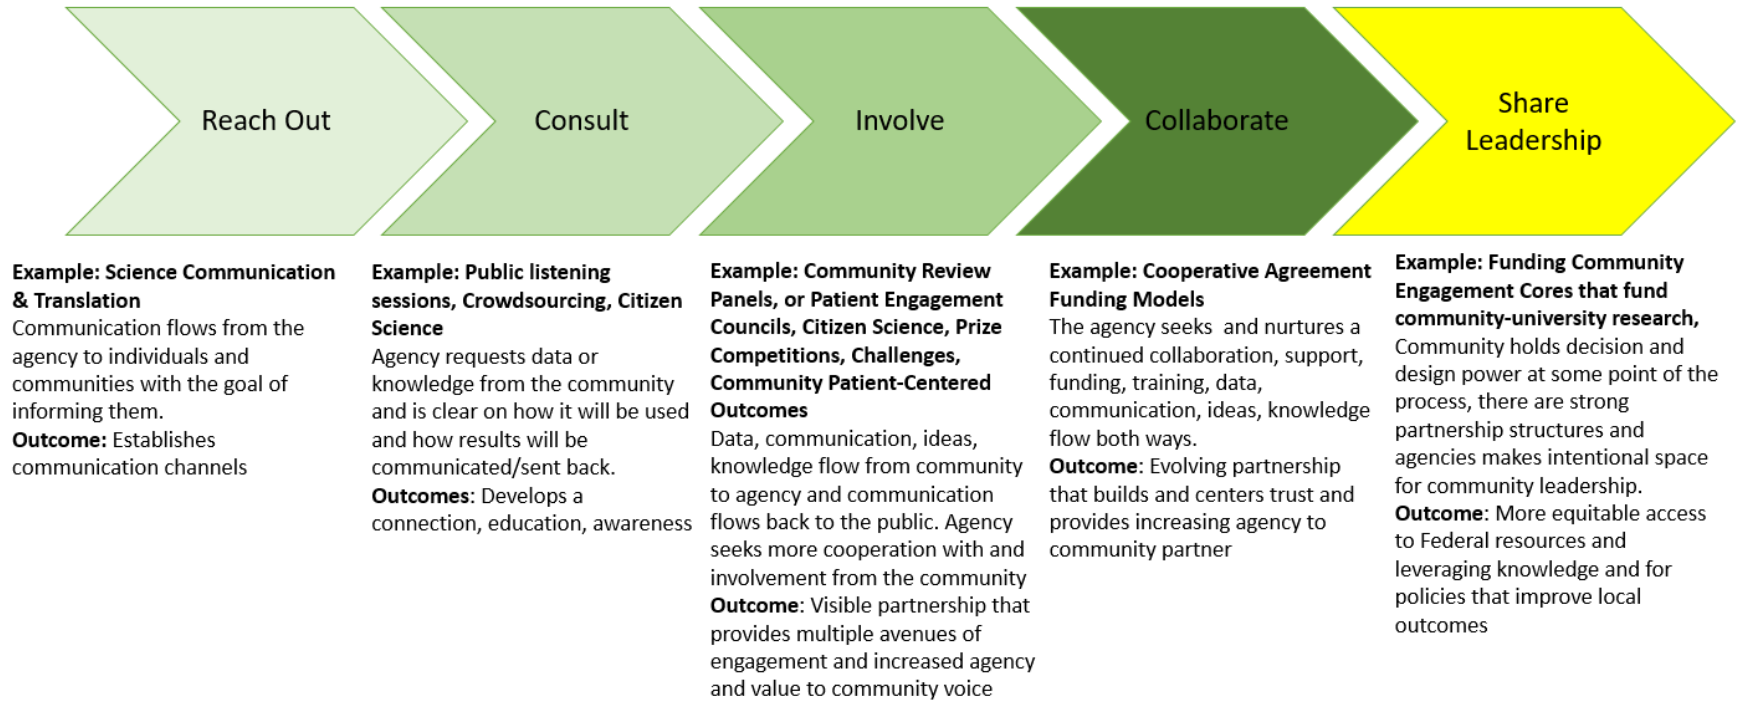 Reach Out
Consult
Involve
Collaborate
Share
Leadership
Example: Science Communication
& Translation
Communication flows from the
agency to individuals and
communities with the goal of
informing them.
Outcome: Establishes
communication channels
Example: Public listening
sessions, Crowdsourcing, Citizen
Science
Agency requests data or
knowledge from the community
and is clear on how it will be used
and how results will be
communicated/sent back.
Outcomes: Develops a
connection, education, awareness
Example: Community Review
Panels, or Patient Engagement
Councils, Citizen Science, Prize
Competitions, Challenges,
Community Patient-Centered
Outcomes
Data, communication, ideas,
knowledge flow from community
to agency and communication
flows back to the public. Agency
seeks more cooperation with and
involvement from the community
Outcome: Visible partnership that
provides multiple avenues of
engagement and increased agency
and value to community voice
Example: Cooperative Agreement
Funding Models
The agency seeks  and nurtures a
continued collaboration, support,
funding, training, data,
communication, ideas, knowledge
flow both ways.
Outcome: Evolving partnership
that builds and centers trust and
provides increasing agency to
community partner
Example: Funding Community
Engagement Cores that fund
community-university research,
Community holds decision and
design power at some point of the
process, there are strong
partnership structures and
agencies makes intentional space
for community leadership.
Outcome: More equitable access
to Federal resources and
leveraging knowledge and for
policies that improve local
outcomes